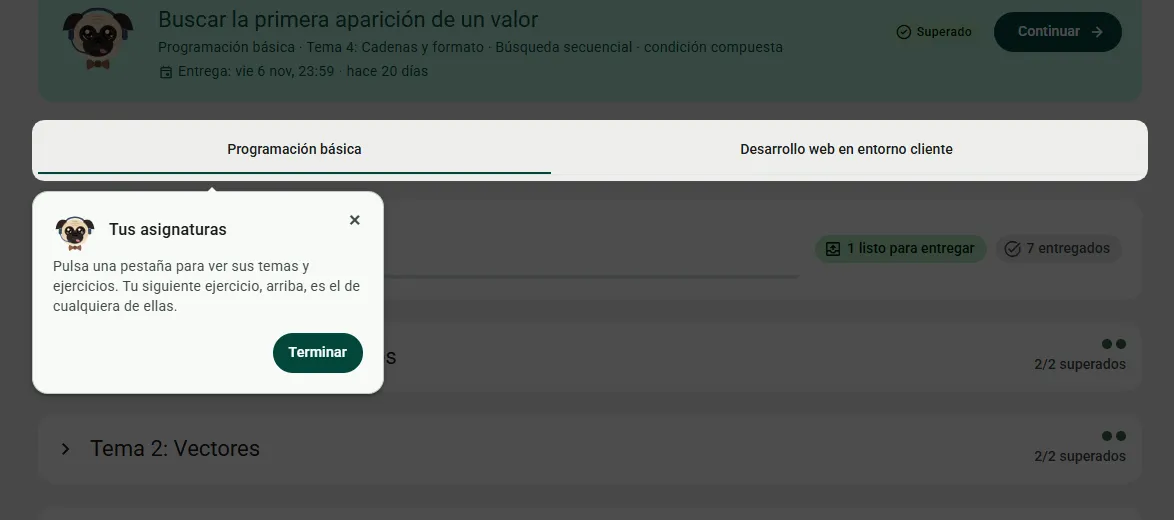 Buscar la primera aparición de un valor
Programación básica · Tema 4: Cadenas y formato · Búsqueda secuencial · condición compuesta
Entrega: vie 6 nov, 23:59 · hace 20 días
Superado
Continuar
Programación básica
Desarrollo web en entorno cliente
Tus asignaturas
Pulsa una pestaña para ver sus temas y
ejercicios. Tu siguiente ejercicio, arriba, es el de
cualquiera de ellas.
Terminar
1 listo para entregar
7 entregados
s
2/2 superados
Tema 2: Vectores
2/2 superados